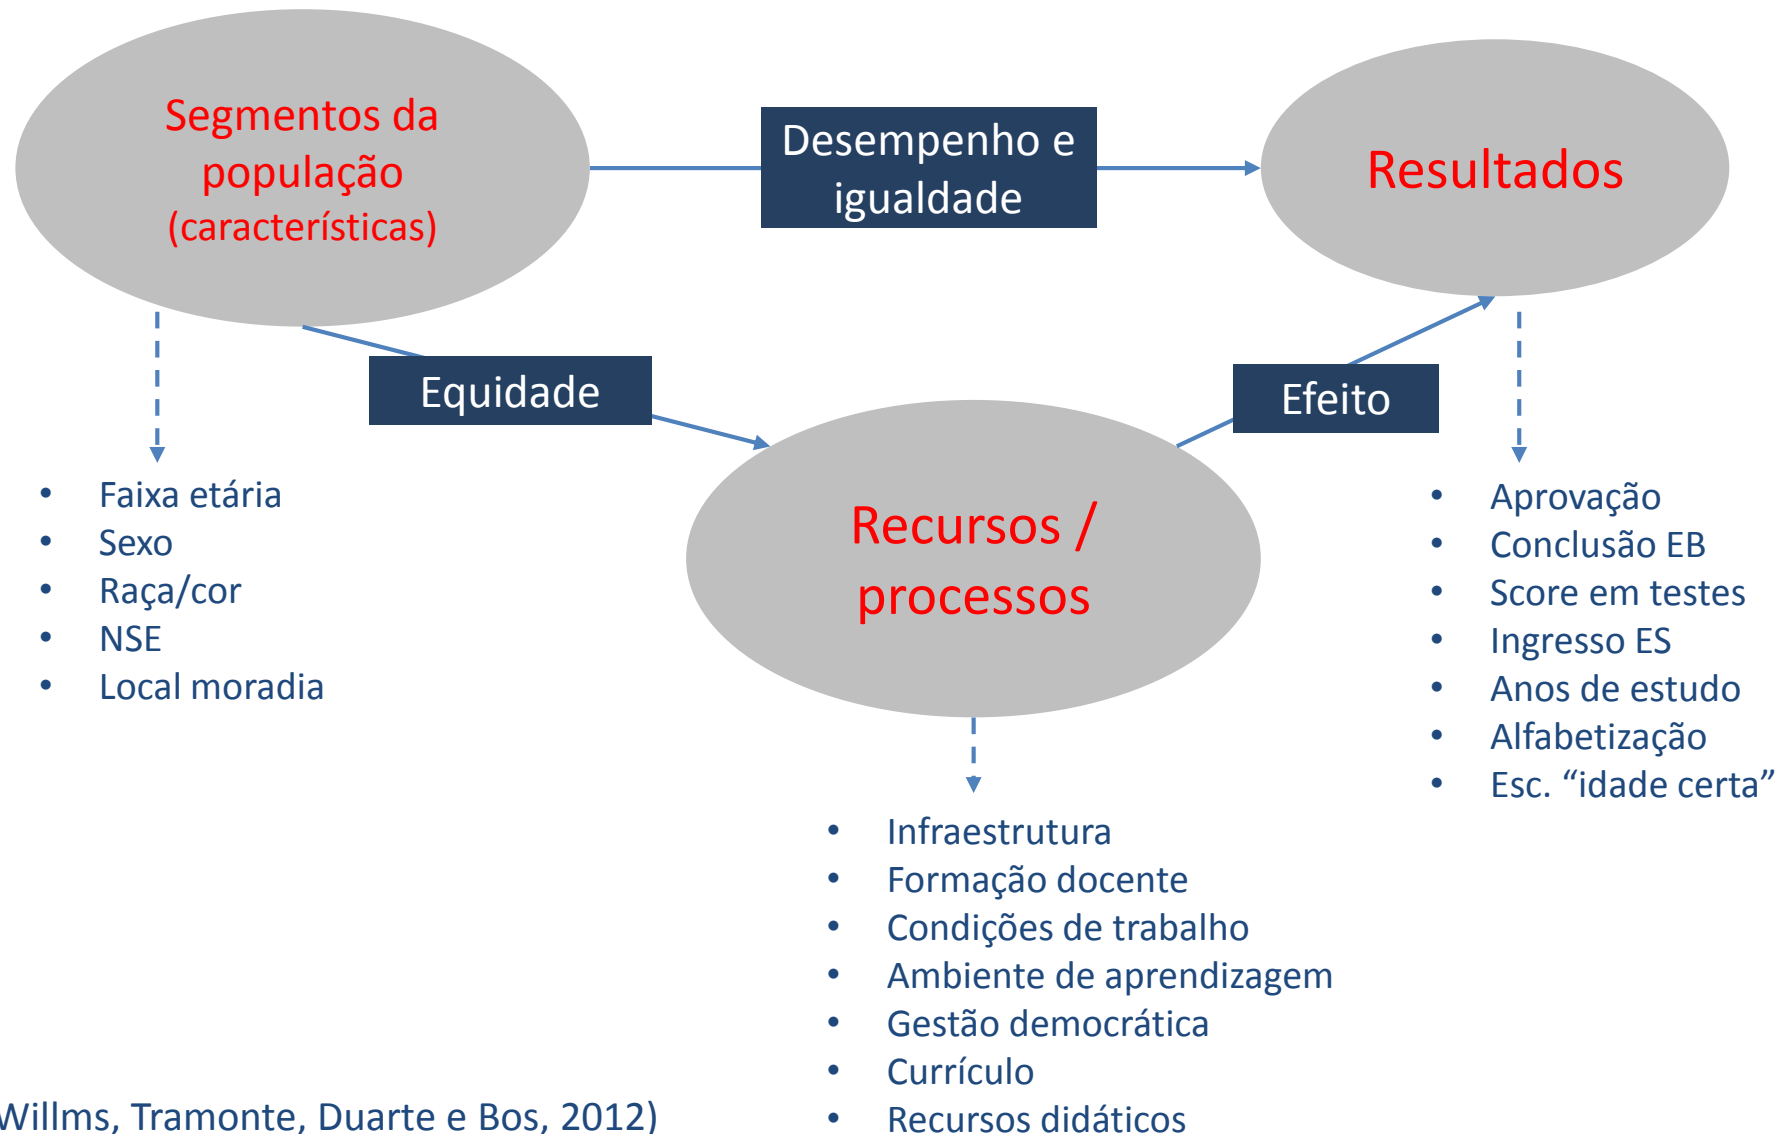 Segmentos da
população
(características)
Desempenho e
igualdade
Resultados
Equidade
Efeito
Recursos /
processos
• Faixa etária
• Sexo
• Raça/cor
• NSE
• Local moradia
• Aprovação
• Conclusão EB
• Score em testes
• Ingresso ES
• Anos de estudo
• Alfabetização
• Esc. “idade certa”
• Infraestrutura
• Formação docente
• Condições de trabalho
• Ambiente de aprendizagem
• Gestão democrática
• Currículo
• Recursos didáticos
Willms, Tramonte, Duarte e Bos, 2012)